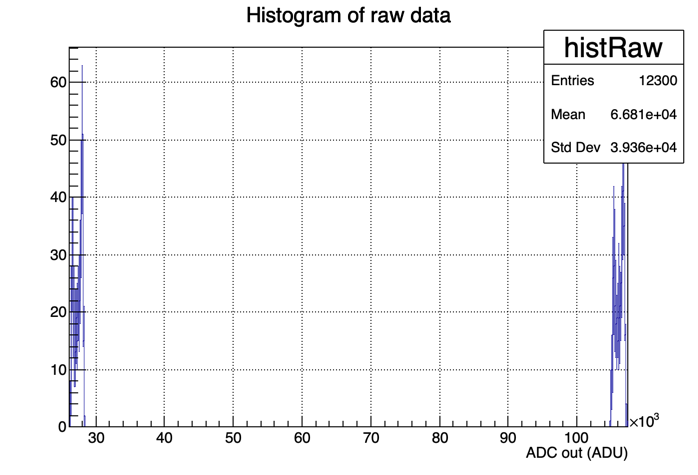 Histogram of raw data
histRaw
Entries 12300
Mean 6.681e+04
Std Dev 3.936e+04
60
50
40
30
20
10
0
30 40 50 60 70 80 90 100 ×10³
ADC out (ADU)